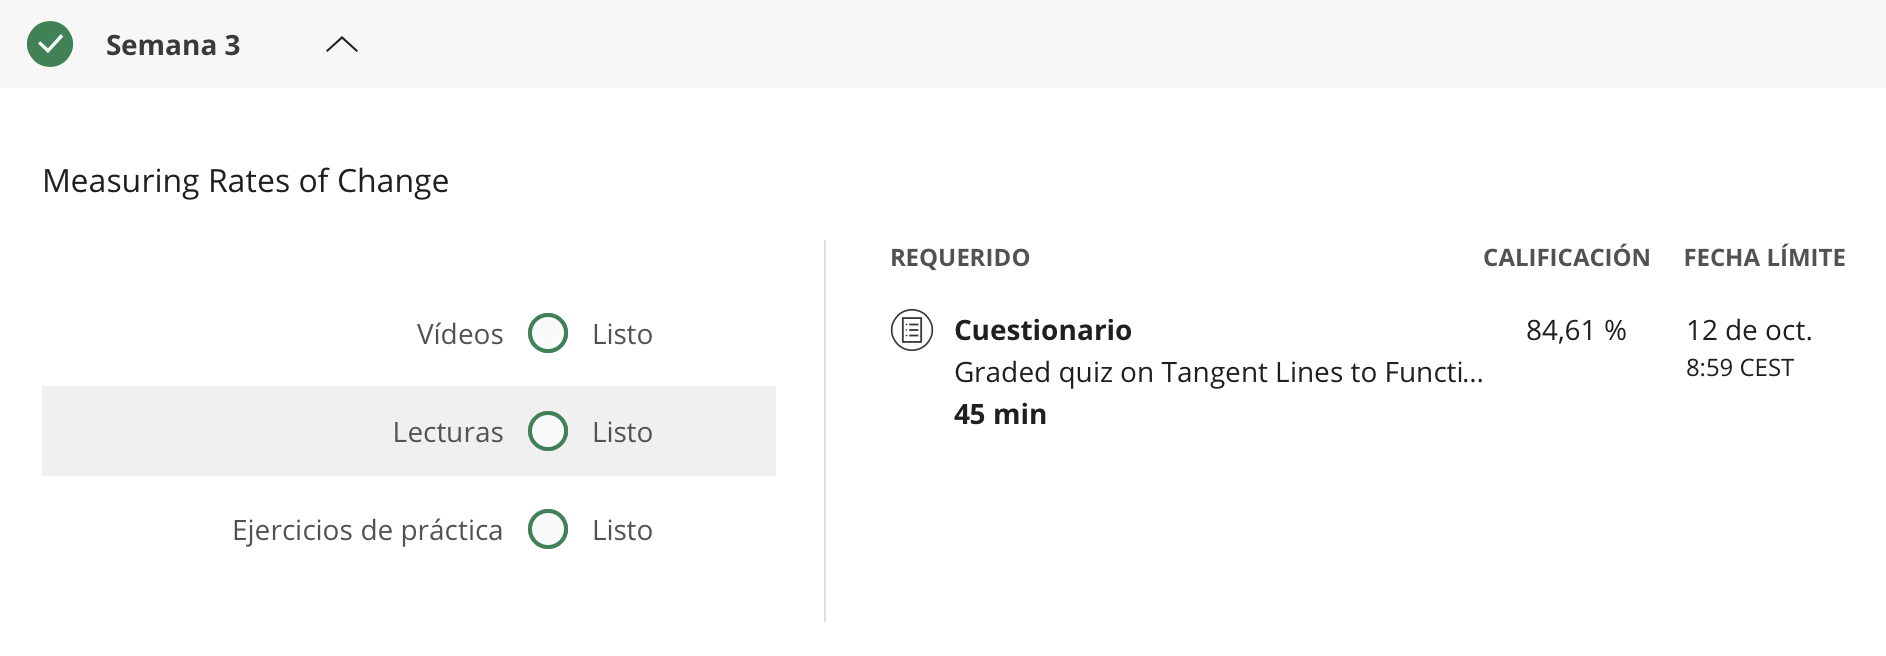 Semana 3
Measuring Rates of Change
Vídeos Listo
Lecturas Listo
Ejercicios de práctica Listo
REQUERIDO CALIFICACIÓN FECHA LÍMITE
Cuestionario 84,61 % 12 de oct.
Graded quiz on Tangent Lines to Functi... 8:59 CEST
45 min